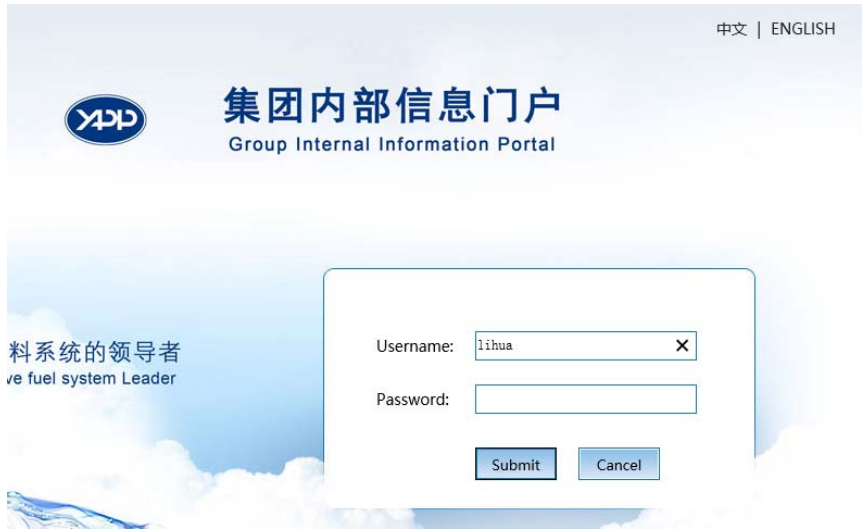 中文 | ENGLISH
YAPP
集团内部信息门户
Group Internal Information Portal
料系统的领导者
ve fuel system Leader
Username: lihua ×
Password:
Submit Cancel